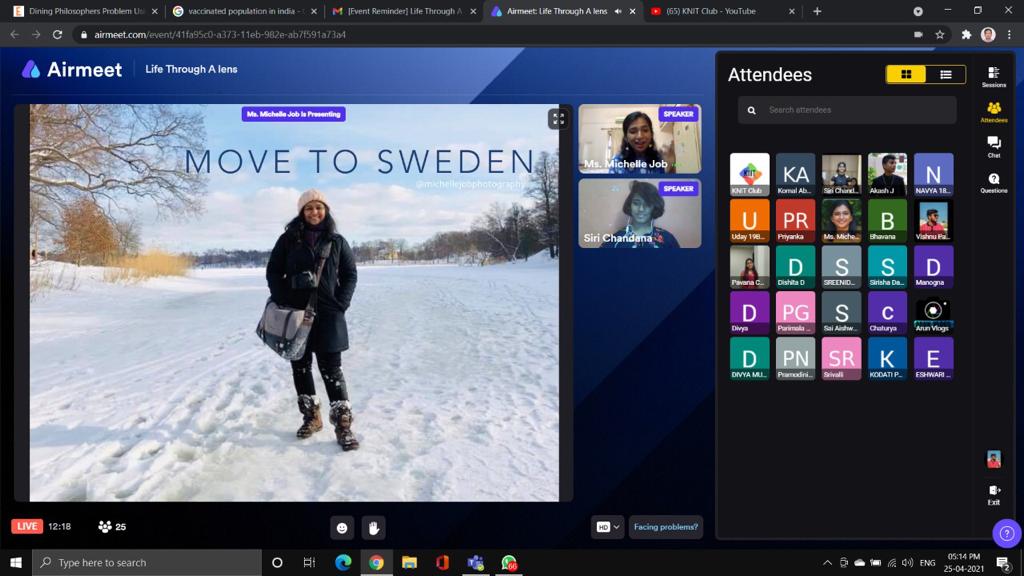 Dining Philosophers Problem Us
vaccinated population in india -
[Event Reminder] Life Through A
Airmeet: Life Through A lens
(65) KNIT Club - YouTube
airmeet.com/event/41fa95c0-a373-11eb-982e-ab7f591a73a4
Airmeet
Life Through A lens
Ms. Michelle Job is Presenting
MOVE TO SWEDEN
@michellejobphotography
SPEAKER
Ms. Michelle Job
SPEAKER
Siri Chandana
Attendees
Search attendees
KNIT Club
KA
Komal Ab...
Siri Chand...
Akash J
N
NAVYA 18...
U
Uday 19B...
PR
Priyanka
Ms. Miche...
B
Bhavana
Vishnu Pa...
Pavana C...
D
Dishita D
S
SREENID...
S
Sirisha Da...
D
Manogna
D
Divya
PG
Parimala ...
S
Sai Aishw...
c
Chaturya
Arun Vlogs
D
DIVYA MU...
PN
Pramodini...
SR
Srivalli
K
KODATI P...
E
ESHWARI ...
Sessions
Attendees
Chat
Questions
Exit
LIVE 12:18
25
HD
Facing problems?
Type here to search
66
ENG
05:14 PM
25-04-2021
2